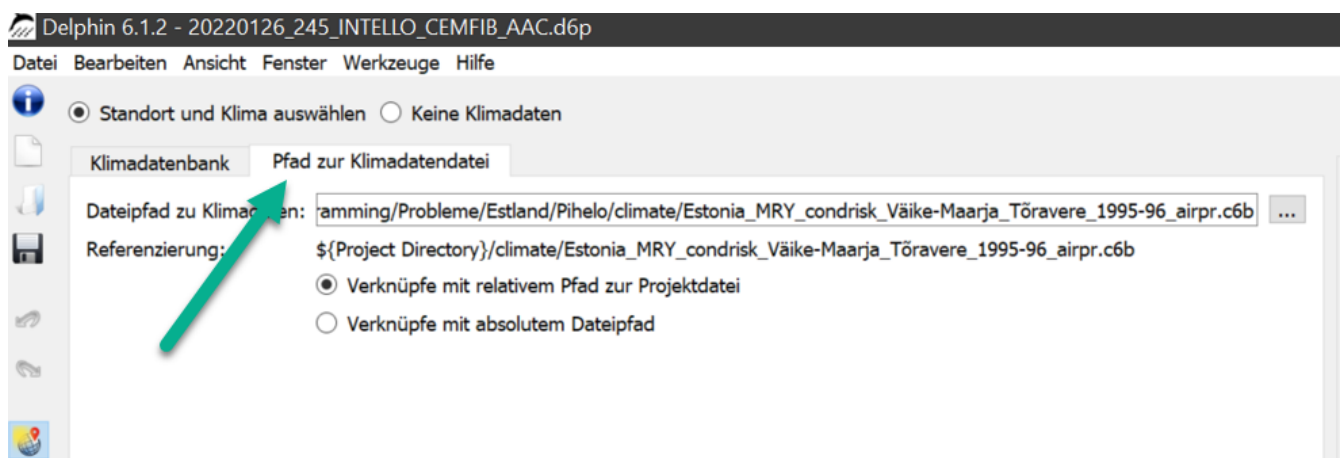 Delphin 6.1.2 - 20220126_245_INTELLO_CEMFIB_AAC.d6p
Datei Bearbeiten Ansicht Fenster Werkzeuge Hilfe
Standort und Klima auswählen Keine Klimadaten
Klimadatenbank Pfad zur Klimadatendatei
Dateipfad zu ramming/Probleme/Estland/Pihelo/climate/Estonia_MRY_condrisk_Väike-Maarja_Tõravere_1995-96_airpr.c6b ...
Referenzierung: ${Project Directory}/climate/Estonia_MRY_condrisk_Väike-Maarja_Tõravere_1995-96_airpr.c6b
Verknüpfe mit relativem Pfad zur Projektdatei
Verknüpfe mit absolutem Dateipfad